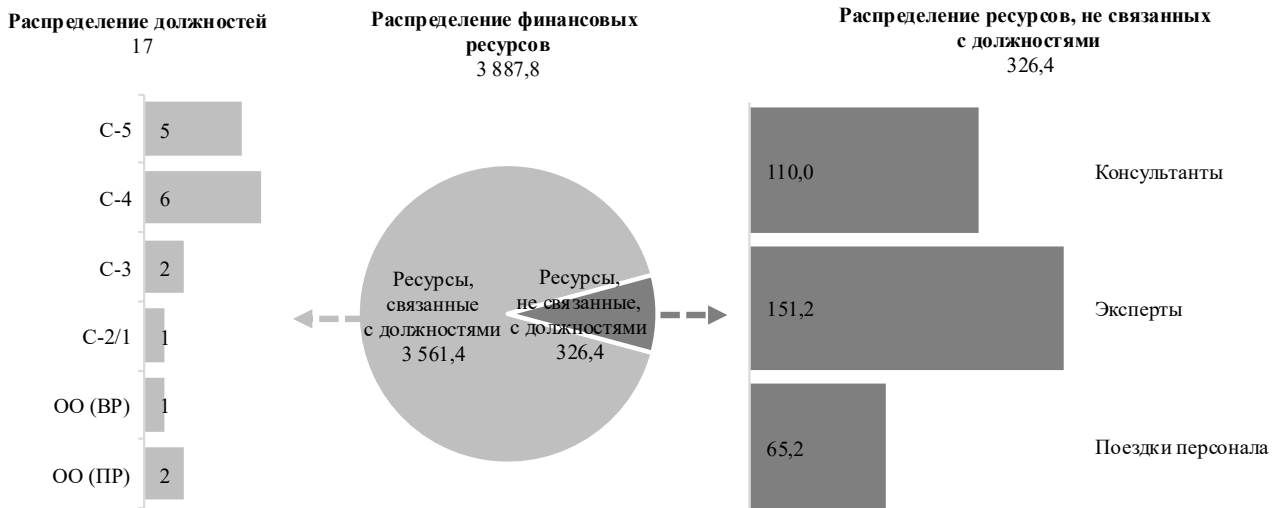 Распределение должностей
17
С-5
5
С-4
6
С-3
2
С-2/1
1
ОО (ВР)
1
ОО (ПР)
2
Распределение финансовых
ресурсов
3 887,8
Ресурсы,
связанные
с должностями
3 561,4
Ресурсы,
не связанные,
с должностями
326,4
Распределение ресурсов, не связанных
с должностями
326,4
110,0
Консультанты
151,2
Эксперты
65,2
Поездки персонала